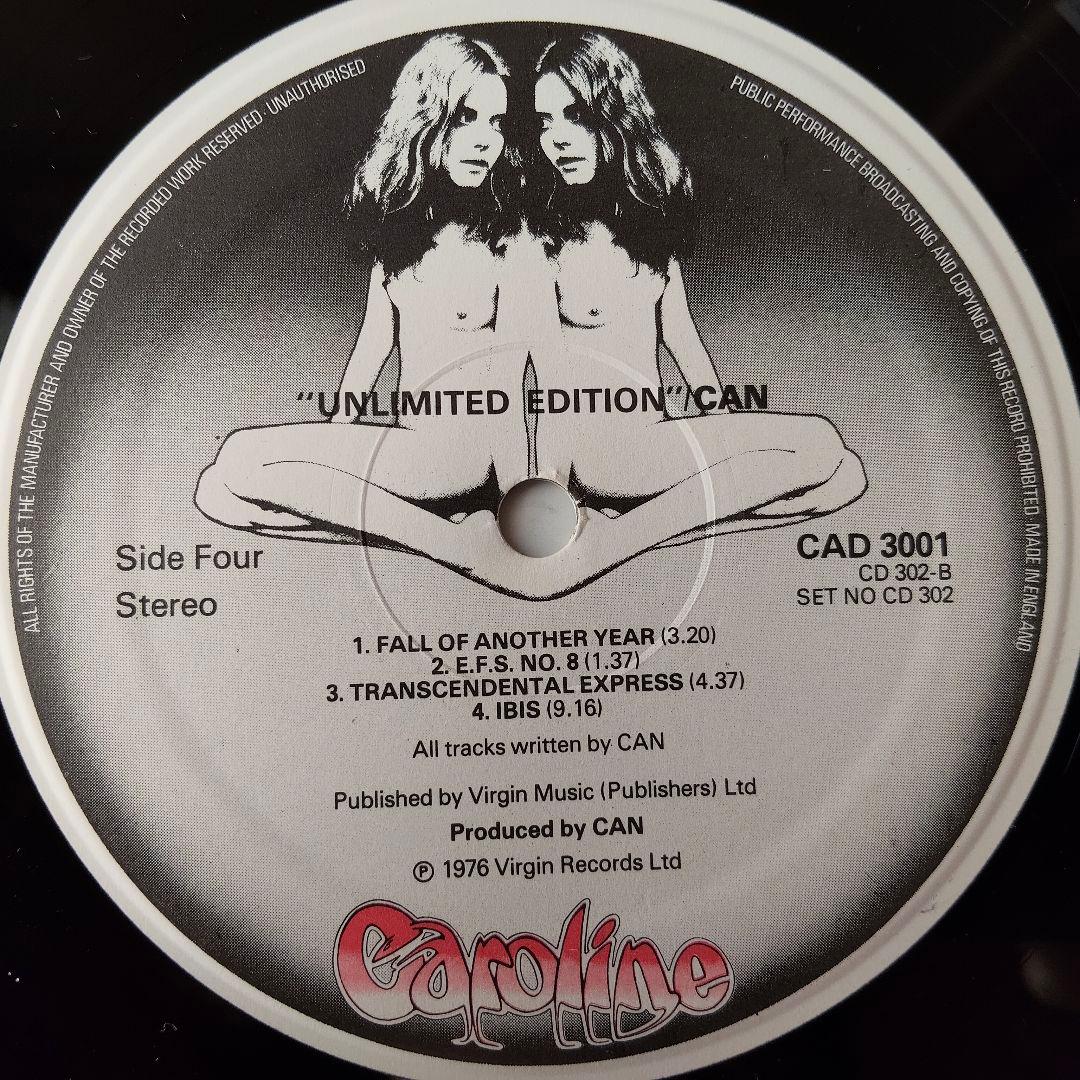 ALL RIGHTS OF THE MANUFACTURER AND OWNER OF THE RECORDED WORK RESERVED · UNAUTHORISED
PUBLIC PERFORMANCE BROADCASTING AND COPYING OF THIS RECORD PROHIBITED MADE IN ENGLAND
"UNLIMITED EDITION"/CAN
Side Four
Stereo
CAD 3001
CD 302-B
SET NO CD 302
1. FALL OF ANOTHER YEAR (3.20)
2. E.F.S. NO. 8 (1.37)
3. TRANSCENDENTAL EXPRESS (4.37)
4. IBIS (9.16)
All tracks written by CAN
Published by Virgin Music (Publishers) Ltd
Produced by CAN
℗ 1976 Virgin Records Ltd
Caroline